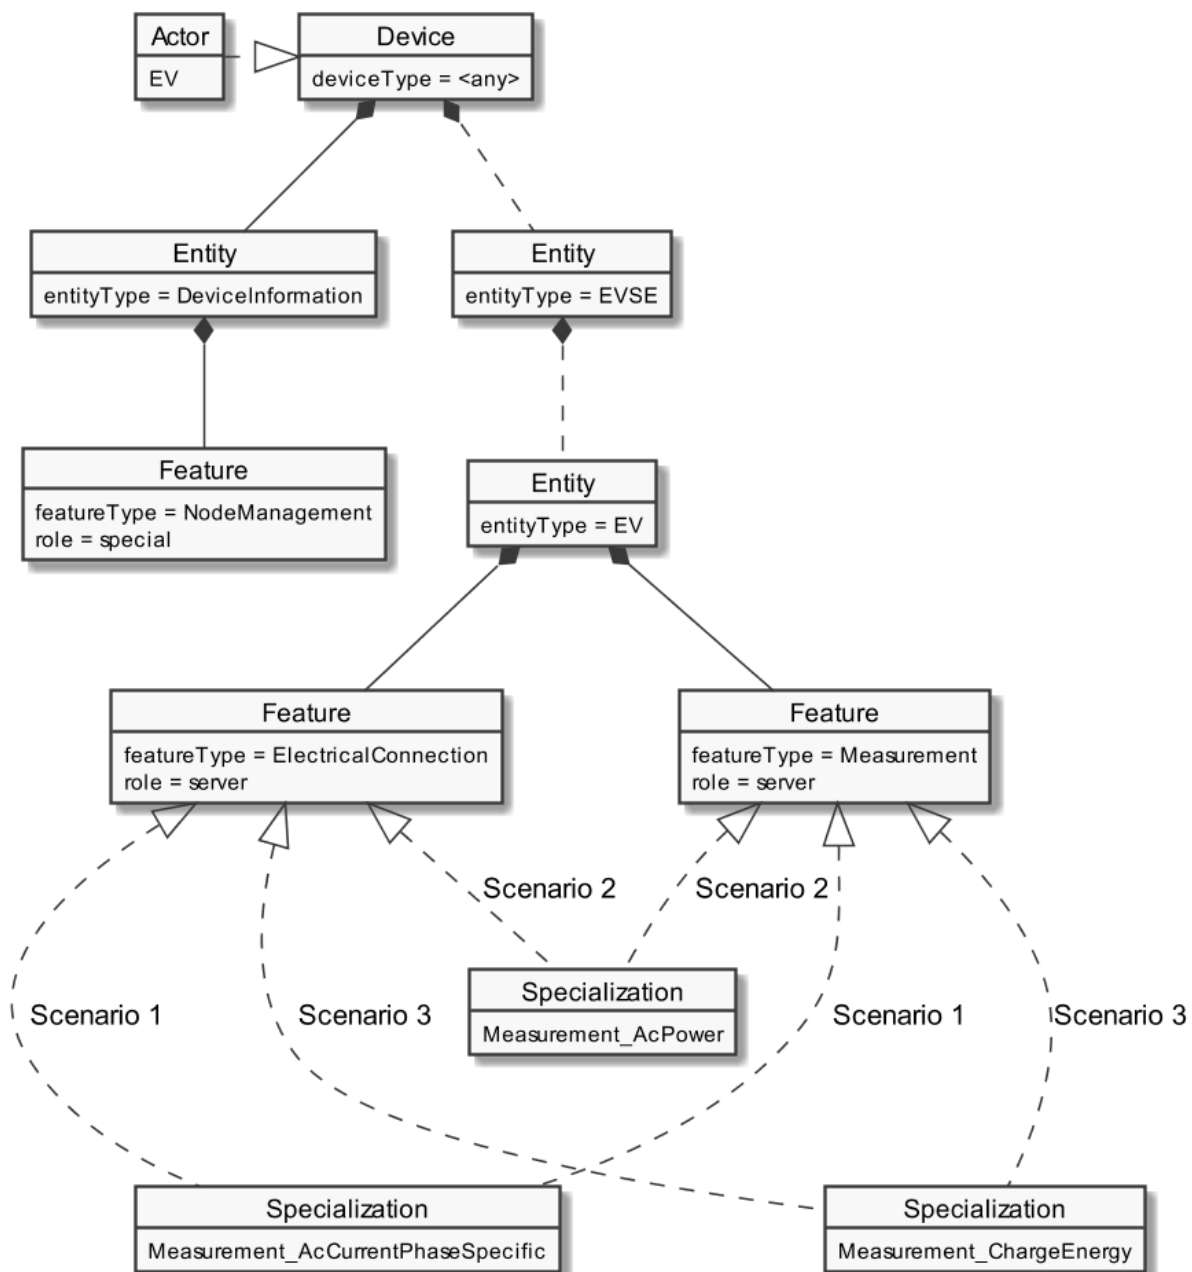 Actor
EV
Device
deviceType = <any>
Entity
entityType = DeviceInformation
Entity
entityType = EVSE
Feature
featureType = NodeManagement
role = special
Entity
entityType = EV
Feature
featureType = ElectricalConnection
role = server
Feature
featureType = Measurement
role = server
Scenario 2
Scenario 2
Specialization
Measurement_AcPower
Scenario 1
Scenario 3
Scenario 1
Scenario 3
Specialization
Measurement_AcCurrentPhaseSpecific
Specialization
Measurement_ChargeEnergy